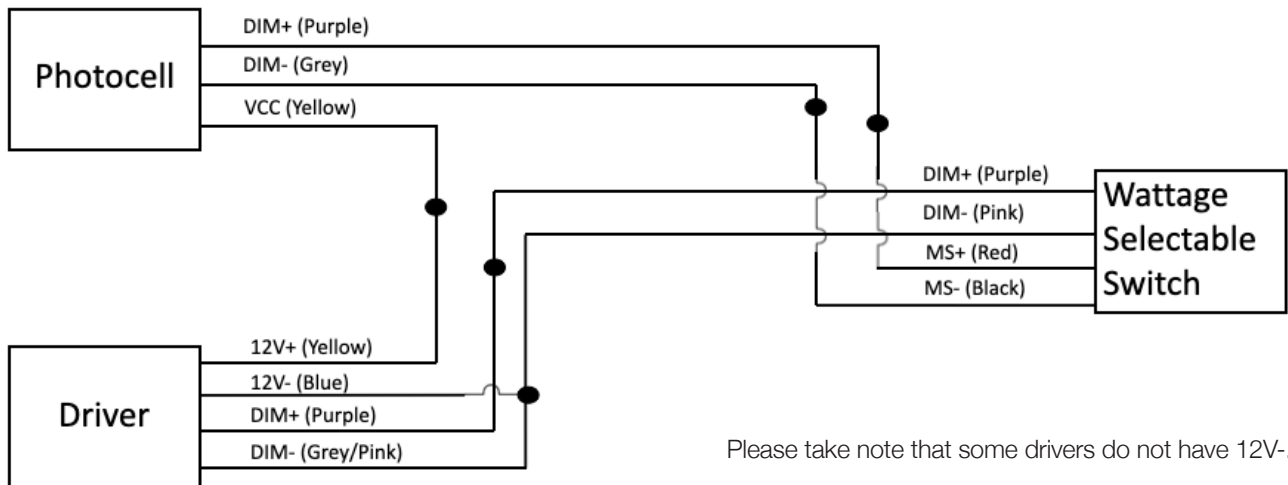 DIM+ (Purple)
DIM- (Grey)
VCC (Yellow)
Photocell
DIM+ (Purple)
DIM- (Pink)
MS+ (Red)
MS- (Black)
Wattage
Selectable
Switch
12V+ (Yellow)
12V- (Blue)
DIM+ (Purple)
DIM- (Grey/Pink)
Driver
Please take note that some drivers do not have 12V-.